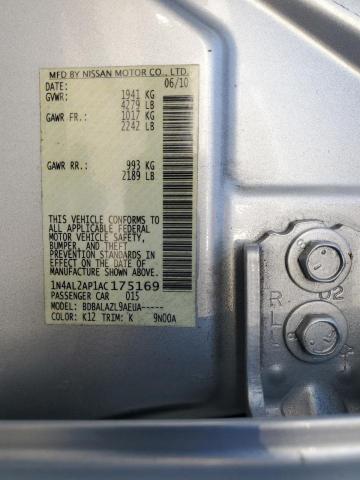 MFD BY NISSAN MOTOR CO., LTD.
DATE: 06/10
GVWR: 1941 KG
4279 LB
GAWR FR: 1017 KG
2242 LB
GAWR RR: 993 KG
2189 LB
THIS VEHICLE CONFORMS TO
ALL APPLICABLE FEDERAL
MOTOR VEHICLE SAFETY,
BUMPER, AND THEFT
PREVENTION STANDARDS IN
EFFECT ON THE DATE OF
MANUFACTURE SHOWN ABOVE.
1N4AL2AP1AC175169
PASSENGER CAR 015
MODEL: BDBALAZL9AEUA-----
COLOR: K12 TRIM: K 9N00A